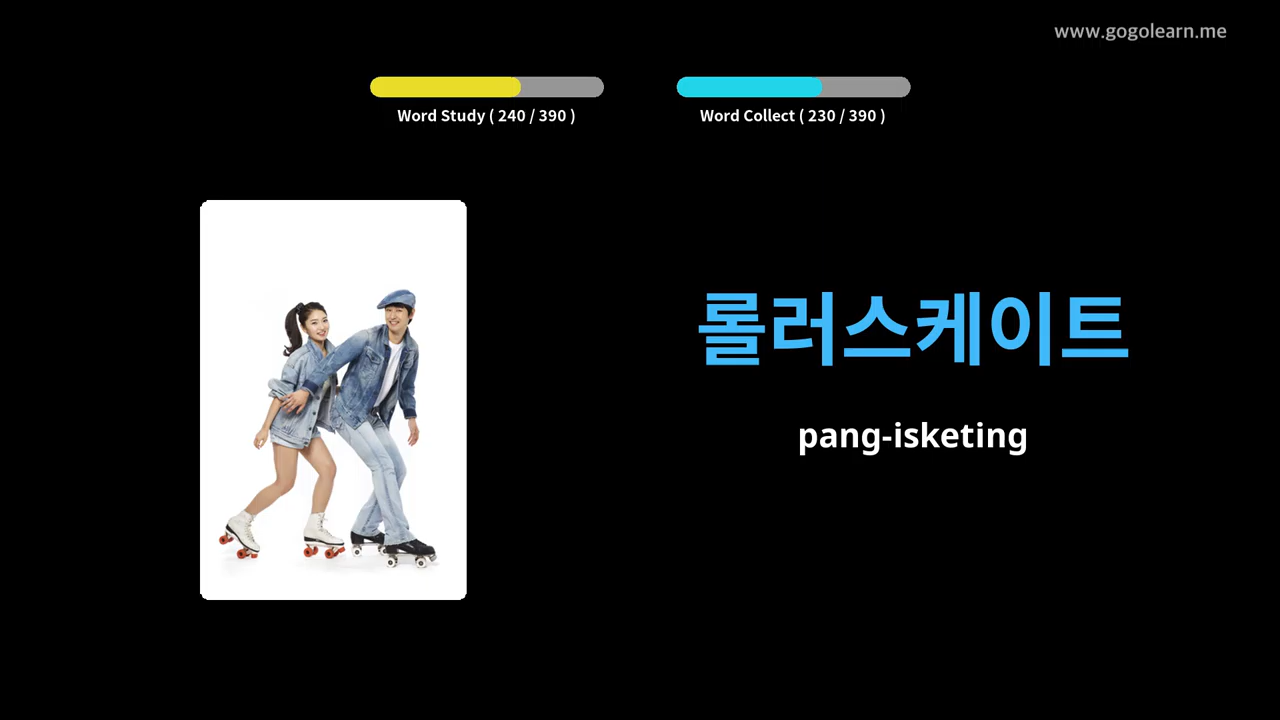 www.gogolearn.me
Word Study ( 240 / 390 )
Word Collect ( 230 / 390 )
롤러스케이트
pang-isketing